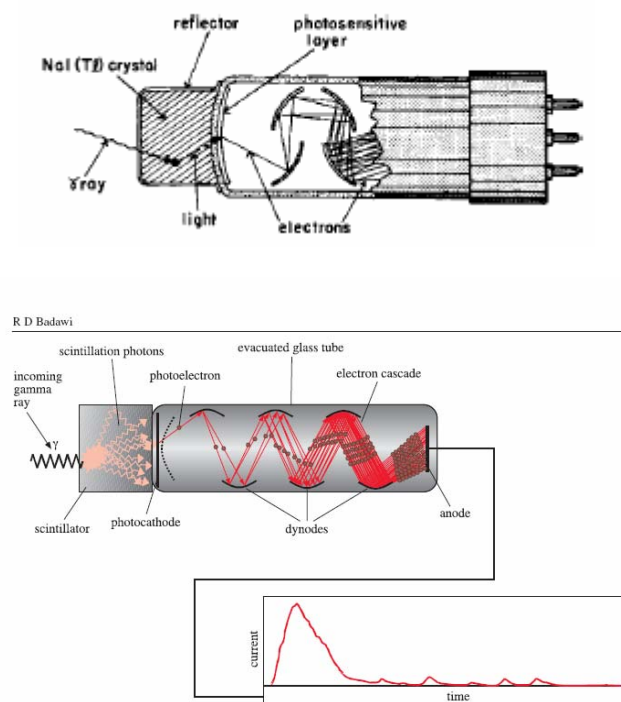 reflector
photosensitive
layer
NaI (Tl) crystal
γ ray
light
electrons
R D Badawi
scintillation photons
evacuated glass tube
incoming
gamma
ray
photoelectron
electron cascade
γ
scintillator
photocathode
dynodes
anode
current
time